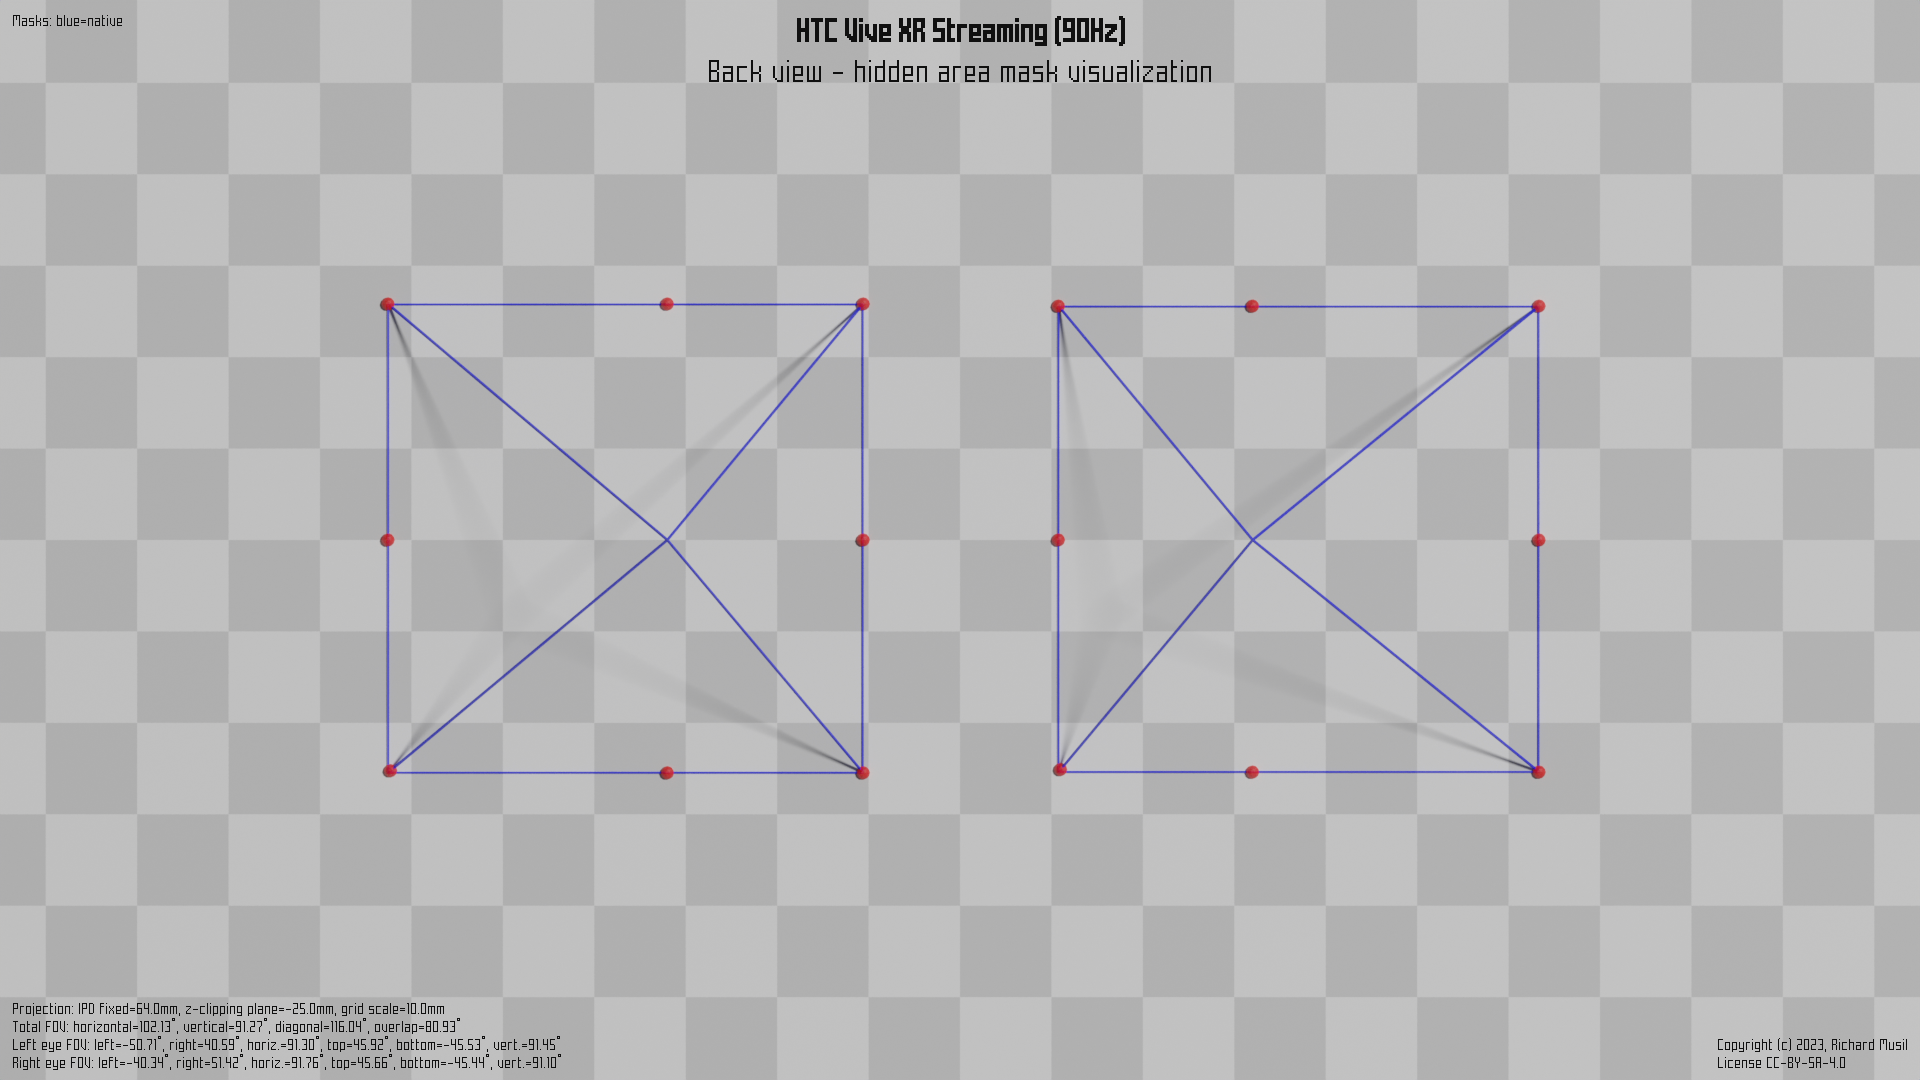 Masks: blue=native
HTC Vive XR Streaming (90Hz)
Back view - hidden area mask visualization
Projection: IPD fixed=64.0mm, z-clipping plane=-25.0mm, grid scale=10.0mm
Total FOV: horizontal=102.13°, vertical=91.27°, diagonal=116.04°, overlap=80.93°
Left eye FOV: left=-50.71°, right=40.59°, horiz.=91.30°, top=45.92°, bottom=-45.53°, vert.=91.45°
Right eye FOV: left=-40.34°, right=51.42°, horiz.=91.76°, top=45.66°, bottom=-45.44°, vert.=91.10°
Copyright (c) 2023, Richard Musil
License CC-BY-SA-4.0